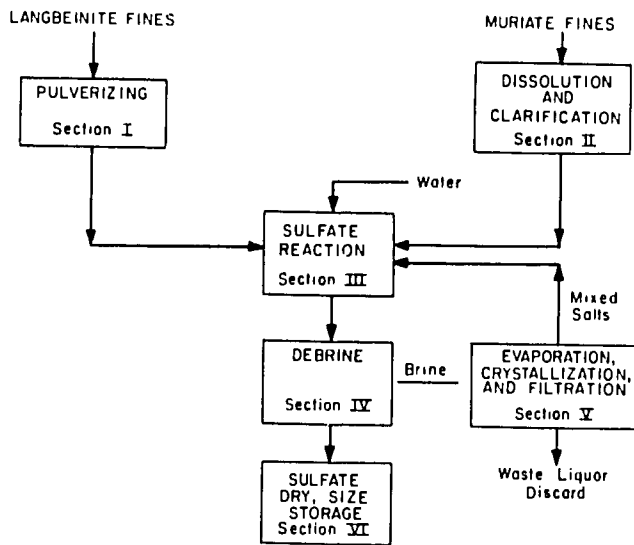 LANGBEINITE FINES
MURIATE FINES
PULVERIZING
Section I
DISSOLUTION
AND
CLARIFICATION
Section II
Water
SULFATE
REACTION
Section III
Mixed
Salts
DEBRINE
Section IV
Brine
EVAPORATION,
CRYSTALLIZATION,
AND FILTRATION
Section V
SULFATE
DRY, SIZE
STORAGE
Section VI
Waste Liquor
Discard